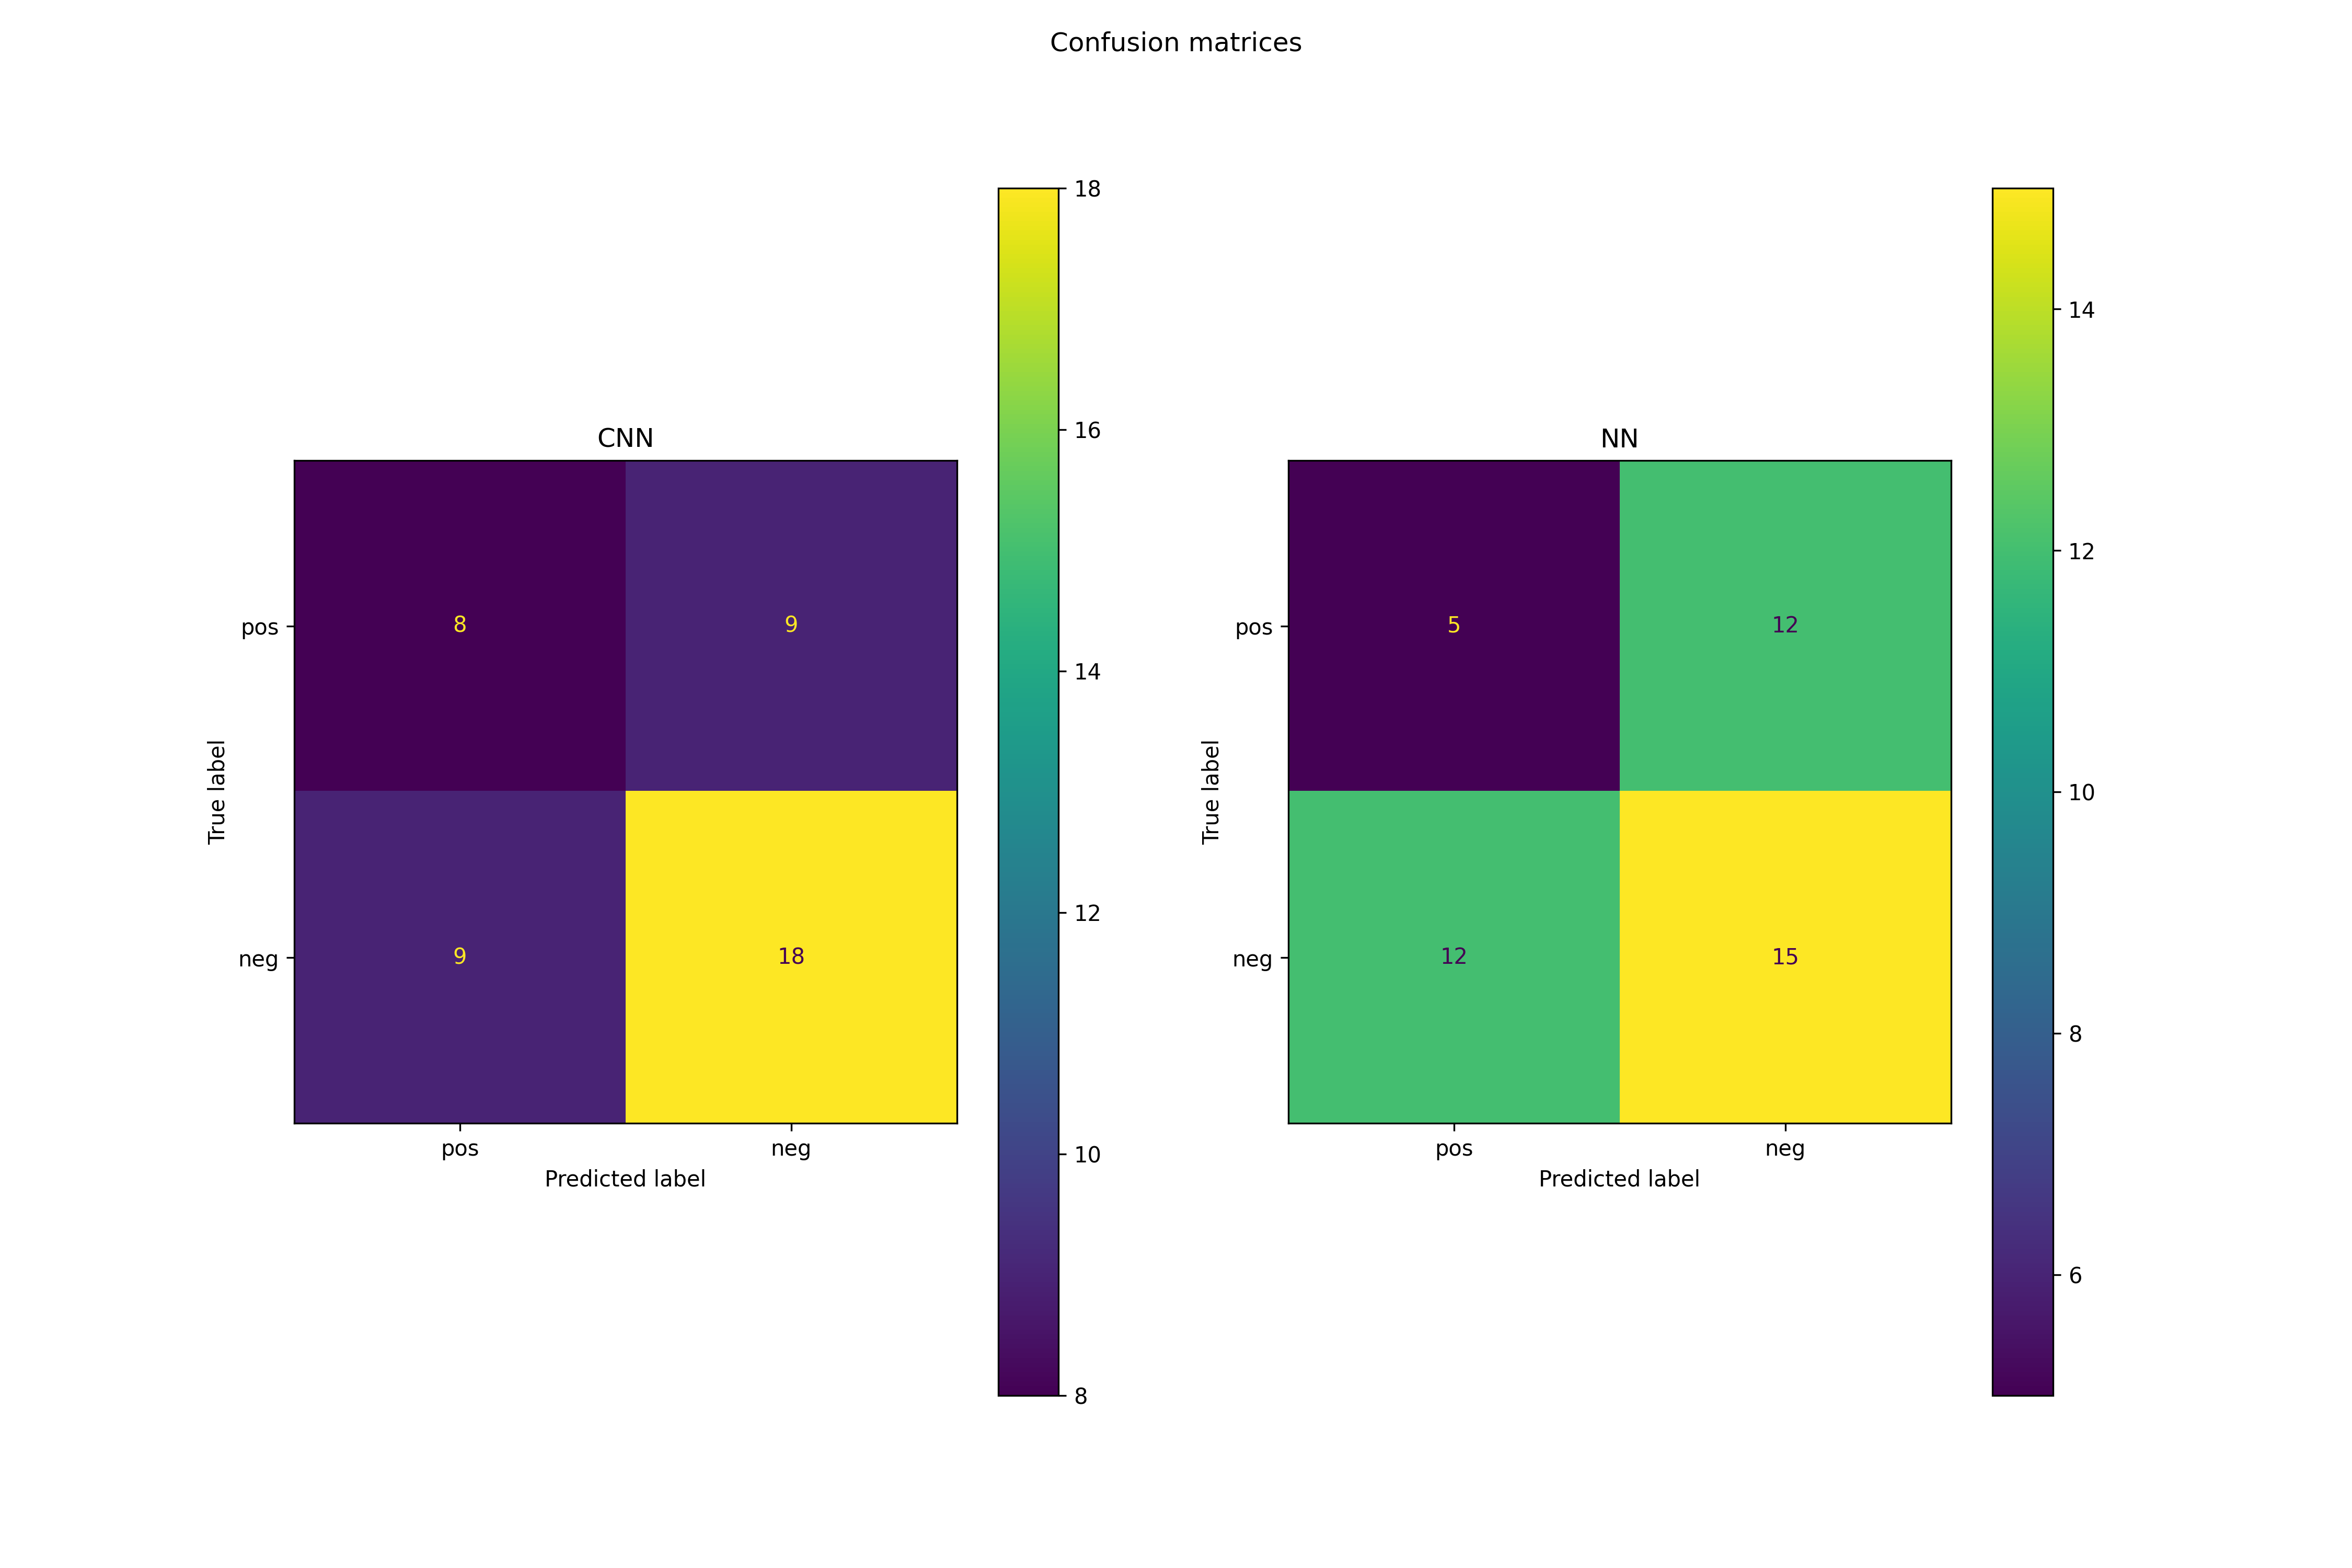 Confusion matrices
CNN
True label
pos
neg
8
9
9
18
pos
neg
Predicted label
18
16
14
12
10
8
NN
True label
pos
neg
5
12
12
15
pos
neg
Predicted label
14
12
10
8
6